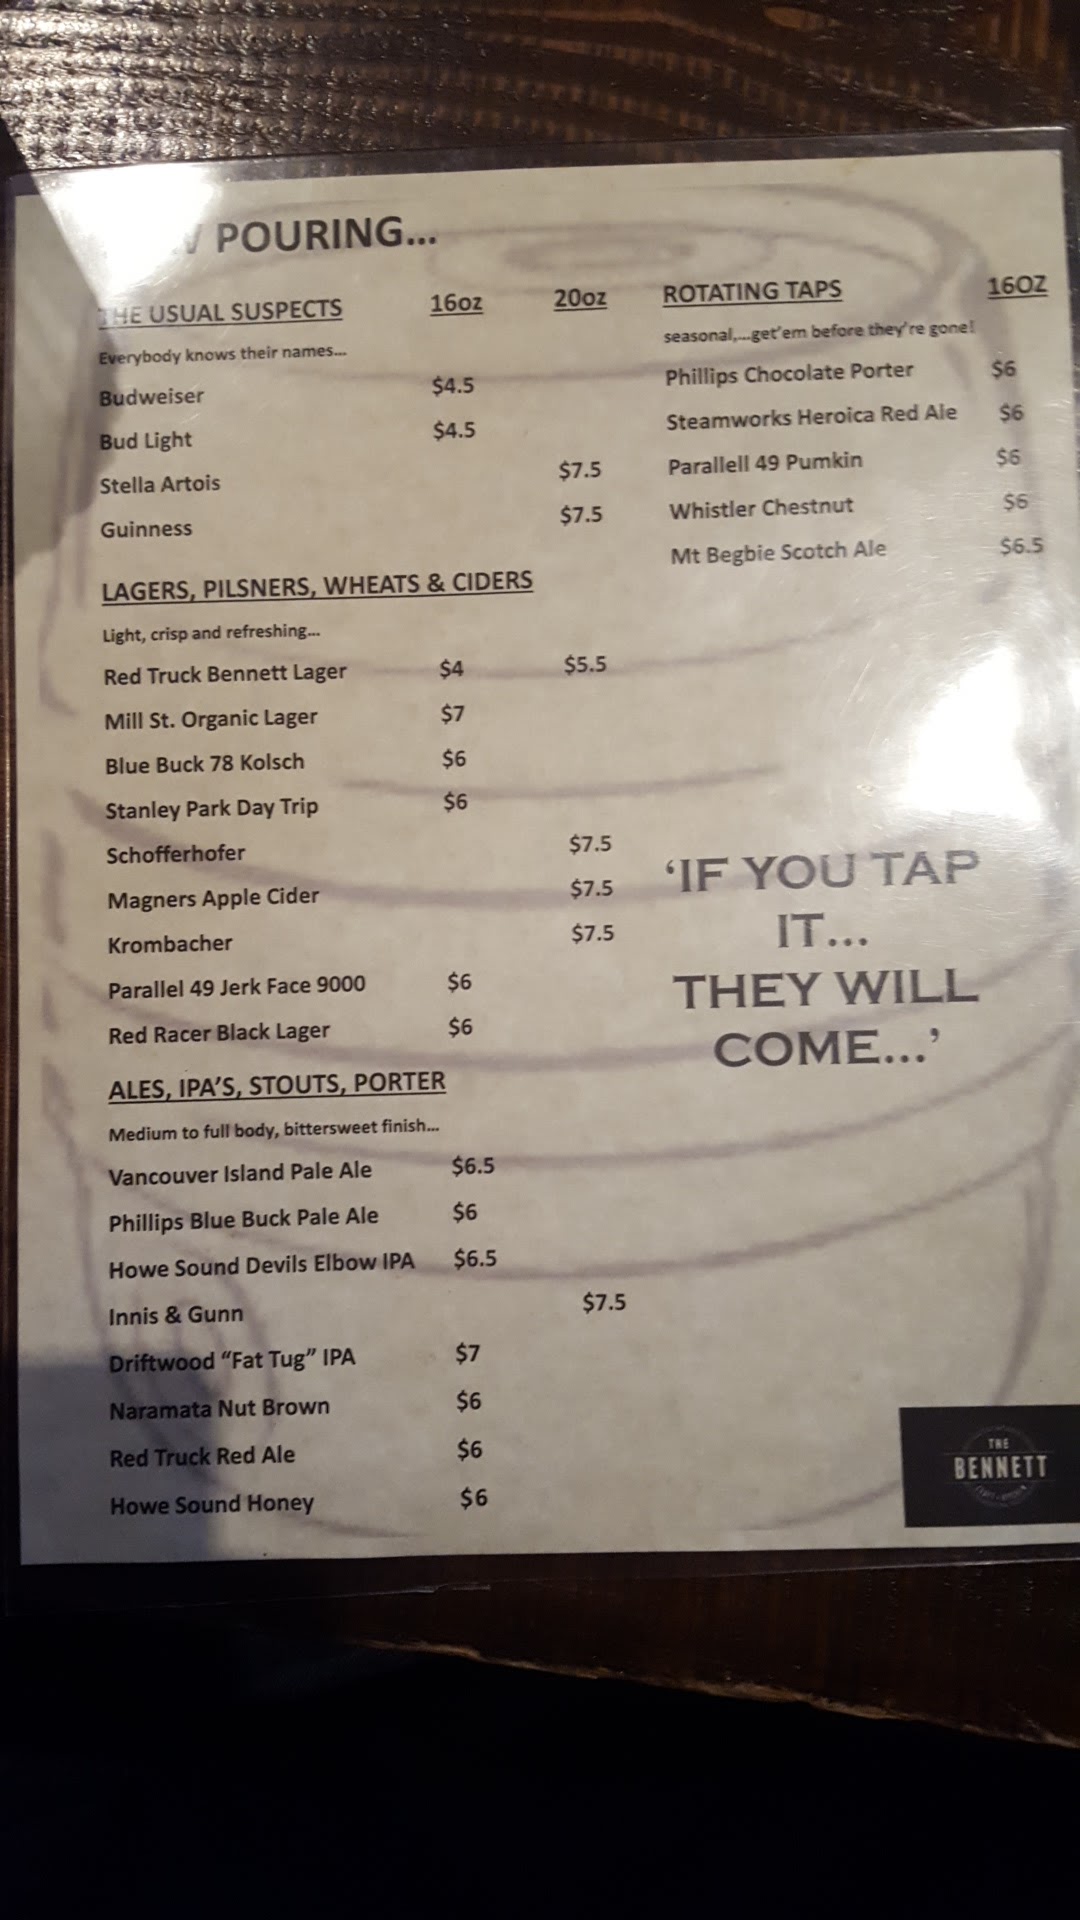 POURING...
THE USUAL SUSPECTS 16oz 20oz
Everybody knows their names...
Budweiser $4.5
Bud Light $4.5
Stella Artois $7.5
Guinness $7.5
LAGERS, PILSNERS, WHEATS & CIDERS
Light, crisp and refreshing...
Red Truck Bennett Lager $4 $5.5
Mill St. Organic Lager $7
Blue Buck 78 Kolsch $6
Stanley Park Day Trip $6
Schofferhofer $7.5
Magners Apple Cider $7.5
Krombacher $7.5
Parallel 49 Jerk Face 9000 $6
Red Racer Black Lager $6
ALES, IPA'S, STOUTS, PORTER
Medium to full body, bittersweet finish...
Vancouver Island Pale Ale $6.5
Phillips Blue Buck Pale Ale $6
Howe Sound Devils Elbow IPA $6.5
Innis & Gunn $7.5
Driftwood "Fat Tug" IPA $7
Naramata Nut Brown $6
Red Truck Red Ale $6
Howe Sound Honey $6
ROTATING TAPS 16OZ
seasonal,...get'em before they're gone!
Phillips Chocolate Porter $6
Steamworks Heroica Red Ale $6
Parallell 49 Pumkin $6
Whistler Chestnut $6
Mt Begbie Scotch Ale $6.5
'IF YOU TAP
IT...
THEY WILL
COME...'
THE
BENNETT